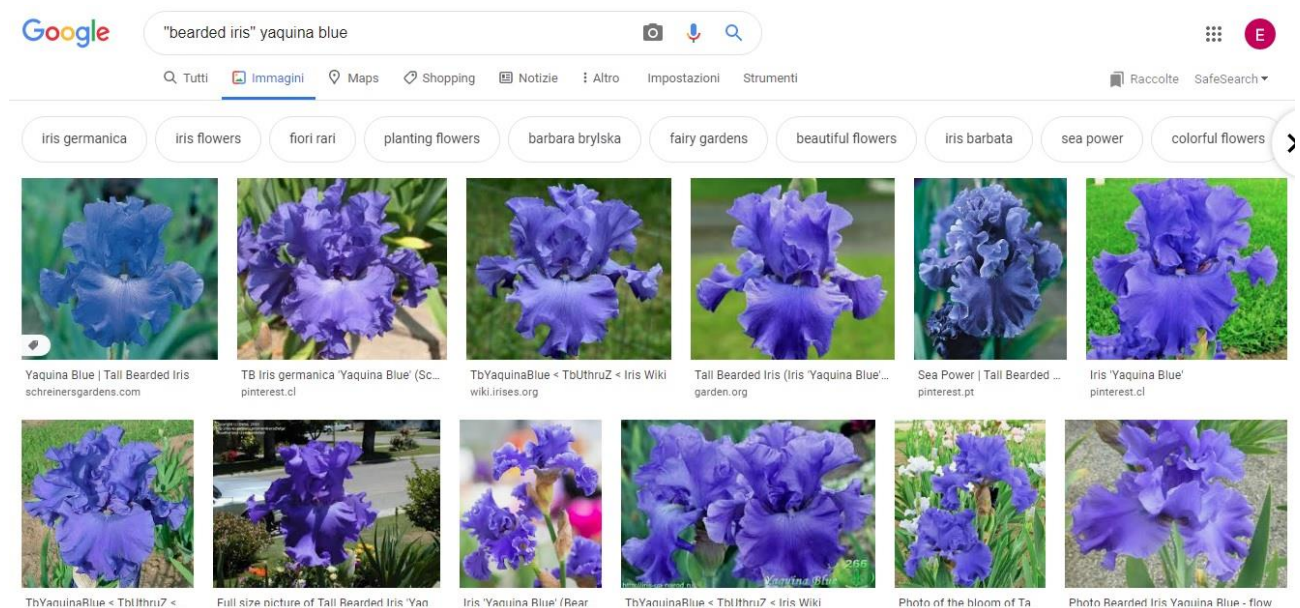 Google
"bearded iris" yaquina blue
E
Tutti Immagini Maps Shopping Notizie Altro Impostazioni Strumenti Raccolte SafeSearch
iris germanica iris flowers fiori rari planting flowers barbara brylska fairy gardens beautiful flowers iris barbata sea power colorful flowers
Yaquina Blue | Tall Bearded Iris
schreinersgardens.com
TB Iris germanica 'Yaquina Blue' (Sc...
pinterest.cl
TbYaquinaBlue < TbUthruZ < Iris Wiki
wiki.irises.org
Tall Bearded Iris (Iris 'Yaquina Blue'...
garden.org
Sea Power | Tall Bearded ...
pinterest.pt
Iris 'Yaquina Blue'
pinterest.cl
266
Yaquina Blue
TbYaquinaBlue < TbUthruZ <
Full size picture of Tall Bearded Iris 'Yaq
Iris 'Yaquina Blue' (Bear
TbYaquinaBlue < TbUthruZ < Iris Wiki
Photo of the bloom of Ta
Photo Bearded Iris Yaquina Blue - flow